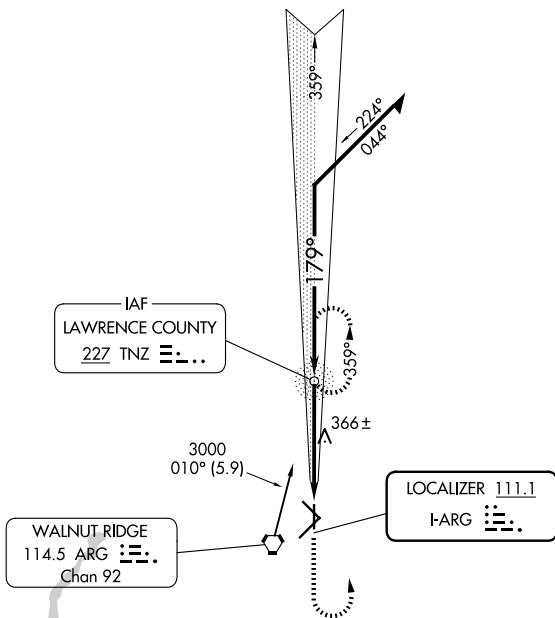 359°
224°
044°
179°
IAF
LAWRENCE COUNTY
227 TNZ
359°
366±
3000
010° (5.9)
LOCALIZER 111.1
I-ARG
WALNUT RIDGE
114.5 ARG
Chan 92